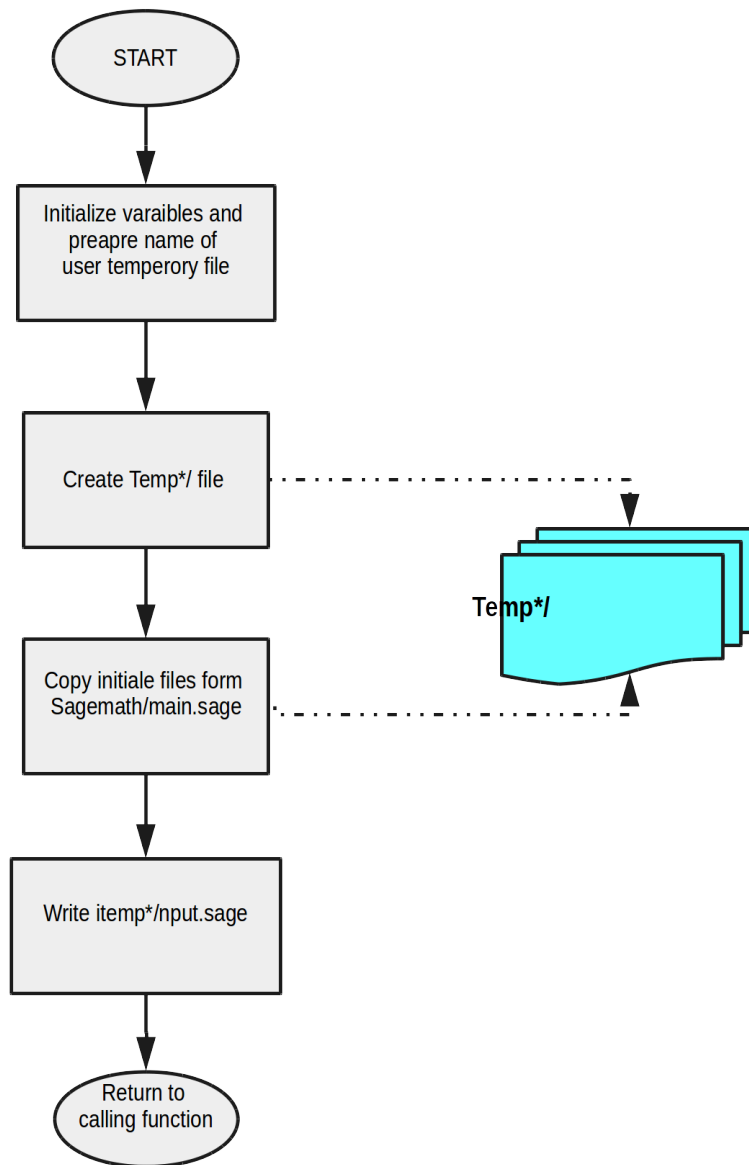 START
Initialize varaibles and
preapre name of
user temperory file
Create Temp*/ file
Temp*/
Copy initiale files form
Sagemath/main.sage
Write itemp*/nput.sage
Return to
calling function